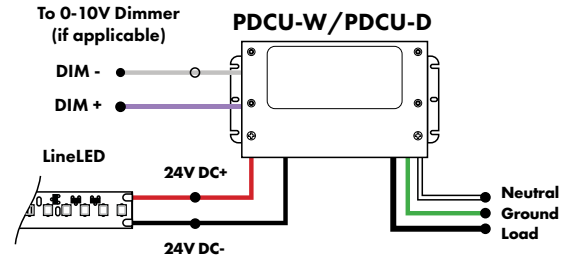 To 0-10V Dimmer
(if applicable)
PDCU-W/PDCU-D
DIM -
DIM +
LineLED
24V DC+
24V DC-
Neutral
Ground
Load